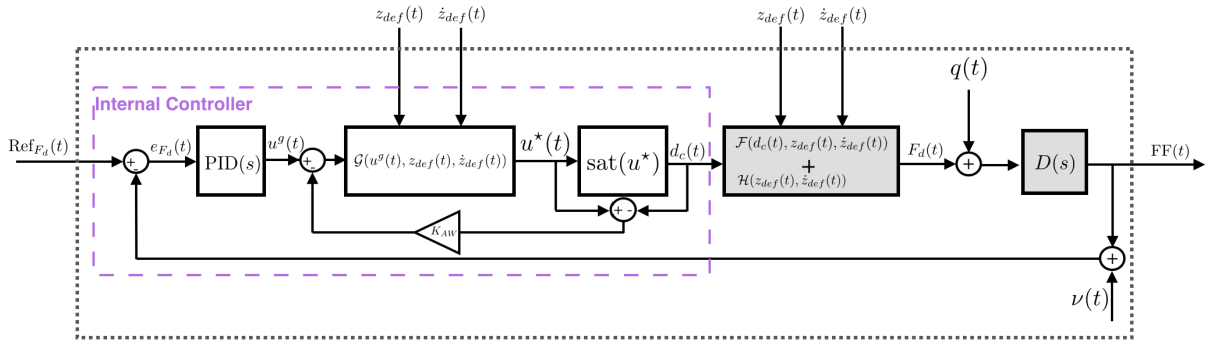 z_{def}(t) ż_{def}(t) z_{def}(t) ż_{def}(t)
q(t)
Internal Controller
Ref_{F_d}(t) e_{F_d}(t) u^g(t) u^⋆(t) d_c(t) F_d(t) FF(t)
- PID(s) - 𝒢(u^g(t), z_{def}(t), ż_{def}(t)) sat(u^⋆) ℱ(d_c(t), z_{def}(t), ż_{def}(t)) + D(s)
+
ℋ(z_{def}(t), ż_{def}(t))
+ -
K_{AW}
+
ν(t)